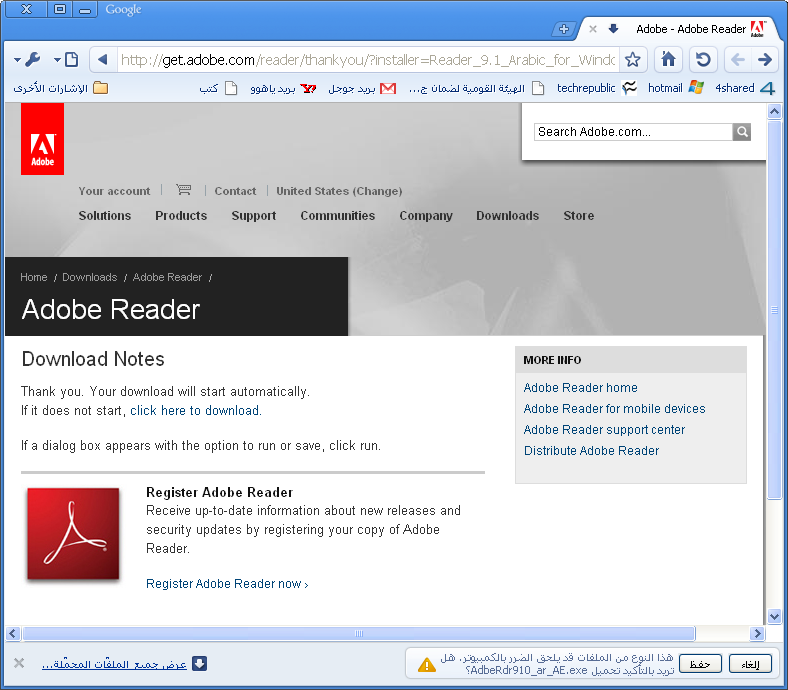 Google
Adobe - Adobe Reader
http://get.adobe.com/reader/thankyou/?installer=Reader_9.1_Arabic_for_Windo
4shared
hotmail
techrepublic
الهيئة القومية لضمان ج...
بريد جوجل
بريد ياهوو
كتب
الإشارات الأخرى
Adobe
Search Adobe.com...
Your account
Contact
United States (Change)
Solutions Products Support Communities Company Downloads Store
Home / Downloads / Adobe Reader /
Adobe Reader
Download Notes
Thank you. Your download will start automatically.
If it does not start, click here to download.
If a dialog box appears with the option to run or save, click run.
MORE INFO
Adobe Reader home
Adobe Reader for mobile devices
Adobe Reader support center
Distribute Adobe Reader
Register Adobe Reader
Receive up-to-date information about new releases and
security updates by registering your copy of Adobe
Reader.
Register Adobe Reader now ›
هذا النوع من الملفات قد يلحق الضرر بالكمبيوتر. هل
تريد بالتأكيد تحميل AdbeRdr910_ar_AE.exe؟
حفظ
إلغاء
عرض جميع الملفّات المحمّلة...